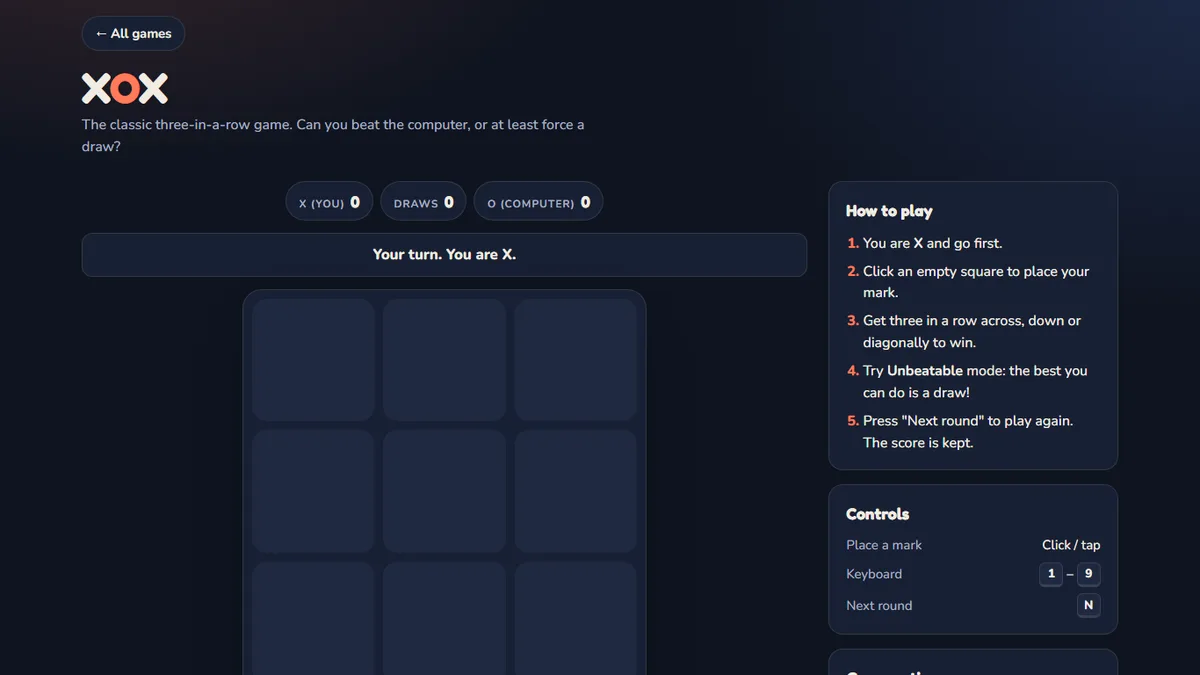 ← All games
XOX
The classic three-in-a-row game. Can you beat the computer, or at least force a
draw?
X (YOU) 0
DRAWS 0
O (COMPUTER) 0
Your turn. You are X.
How to play
1. You are X and go first.
2. Click an empty square to place your
mark.
3. Get three in a row across, down or
diagonally to win.
4. Try Unbeatable mode: the best you
can do is a draw!
5. Press "Next round" to play again.
The score is kept.
Controls
Place a mark Click / tap
Keyboard 1 – 9
Next round N